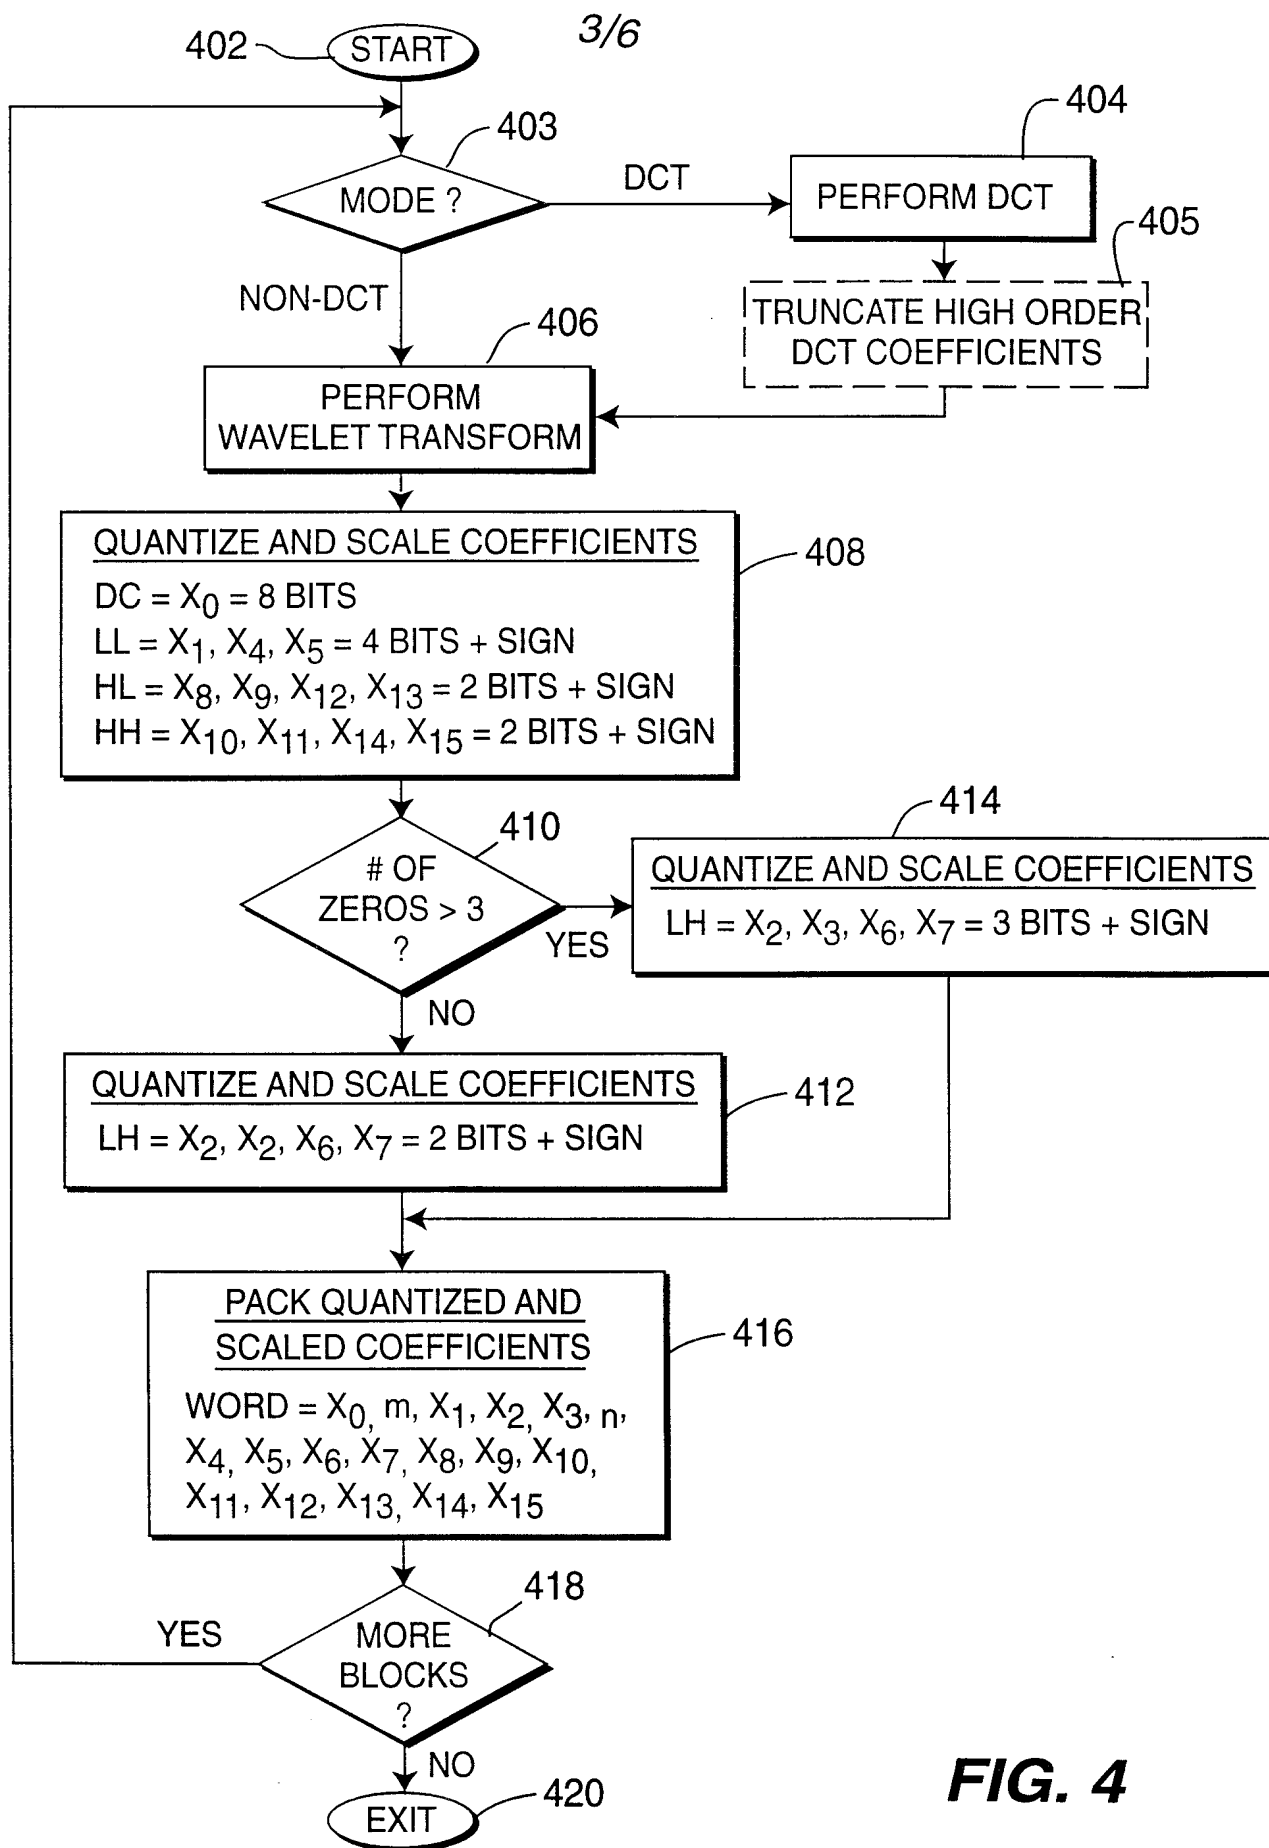 3/6
402
START
403
404
MODE ?
DCT
PERFORM DCT
405
NON-DCT
TRUNCATE HIGH ORDER
DCT COEFFICIENTS
406
PERFORM
WAVELET TRANSFORM
QUANTIZE AND SCALE COEFFICIENTS
408
DC = X0 = 8 BITS
LL = X1, X4, X5 = 4 BITS + SIGN
HL = X8, X9, X12, X13 = 2 BITS + SIGN
HH = X10, X11, X14, X15 = 2 BITS + SIGN
410
# OF
ZEROS > 3
?
YES
414
QUANTIZE AND SCALE COEFFICIENTS
LH = X2, X3, X6, X7 = 3 BITS + SIGN
NO
QUANTIZE AND SCALE COEFFICIENTS
412
LH = X2, X2, X6, X7 = 2 BITS + SIGN
PACK QUANTIZED AND
SCALED COEFFICIENTS
416
WORD = X0, m, X1, X2, X3, n,
X4, X5, X6, X7, X8, X9, X10,
X11, X12, X13, X14, X15
418
YES
MORE
BLOCKS
?
NO
EXIT
420
FIG. 4